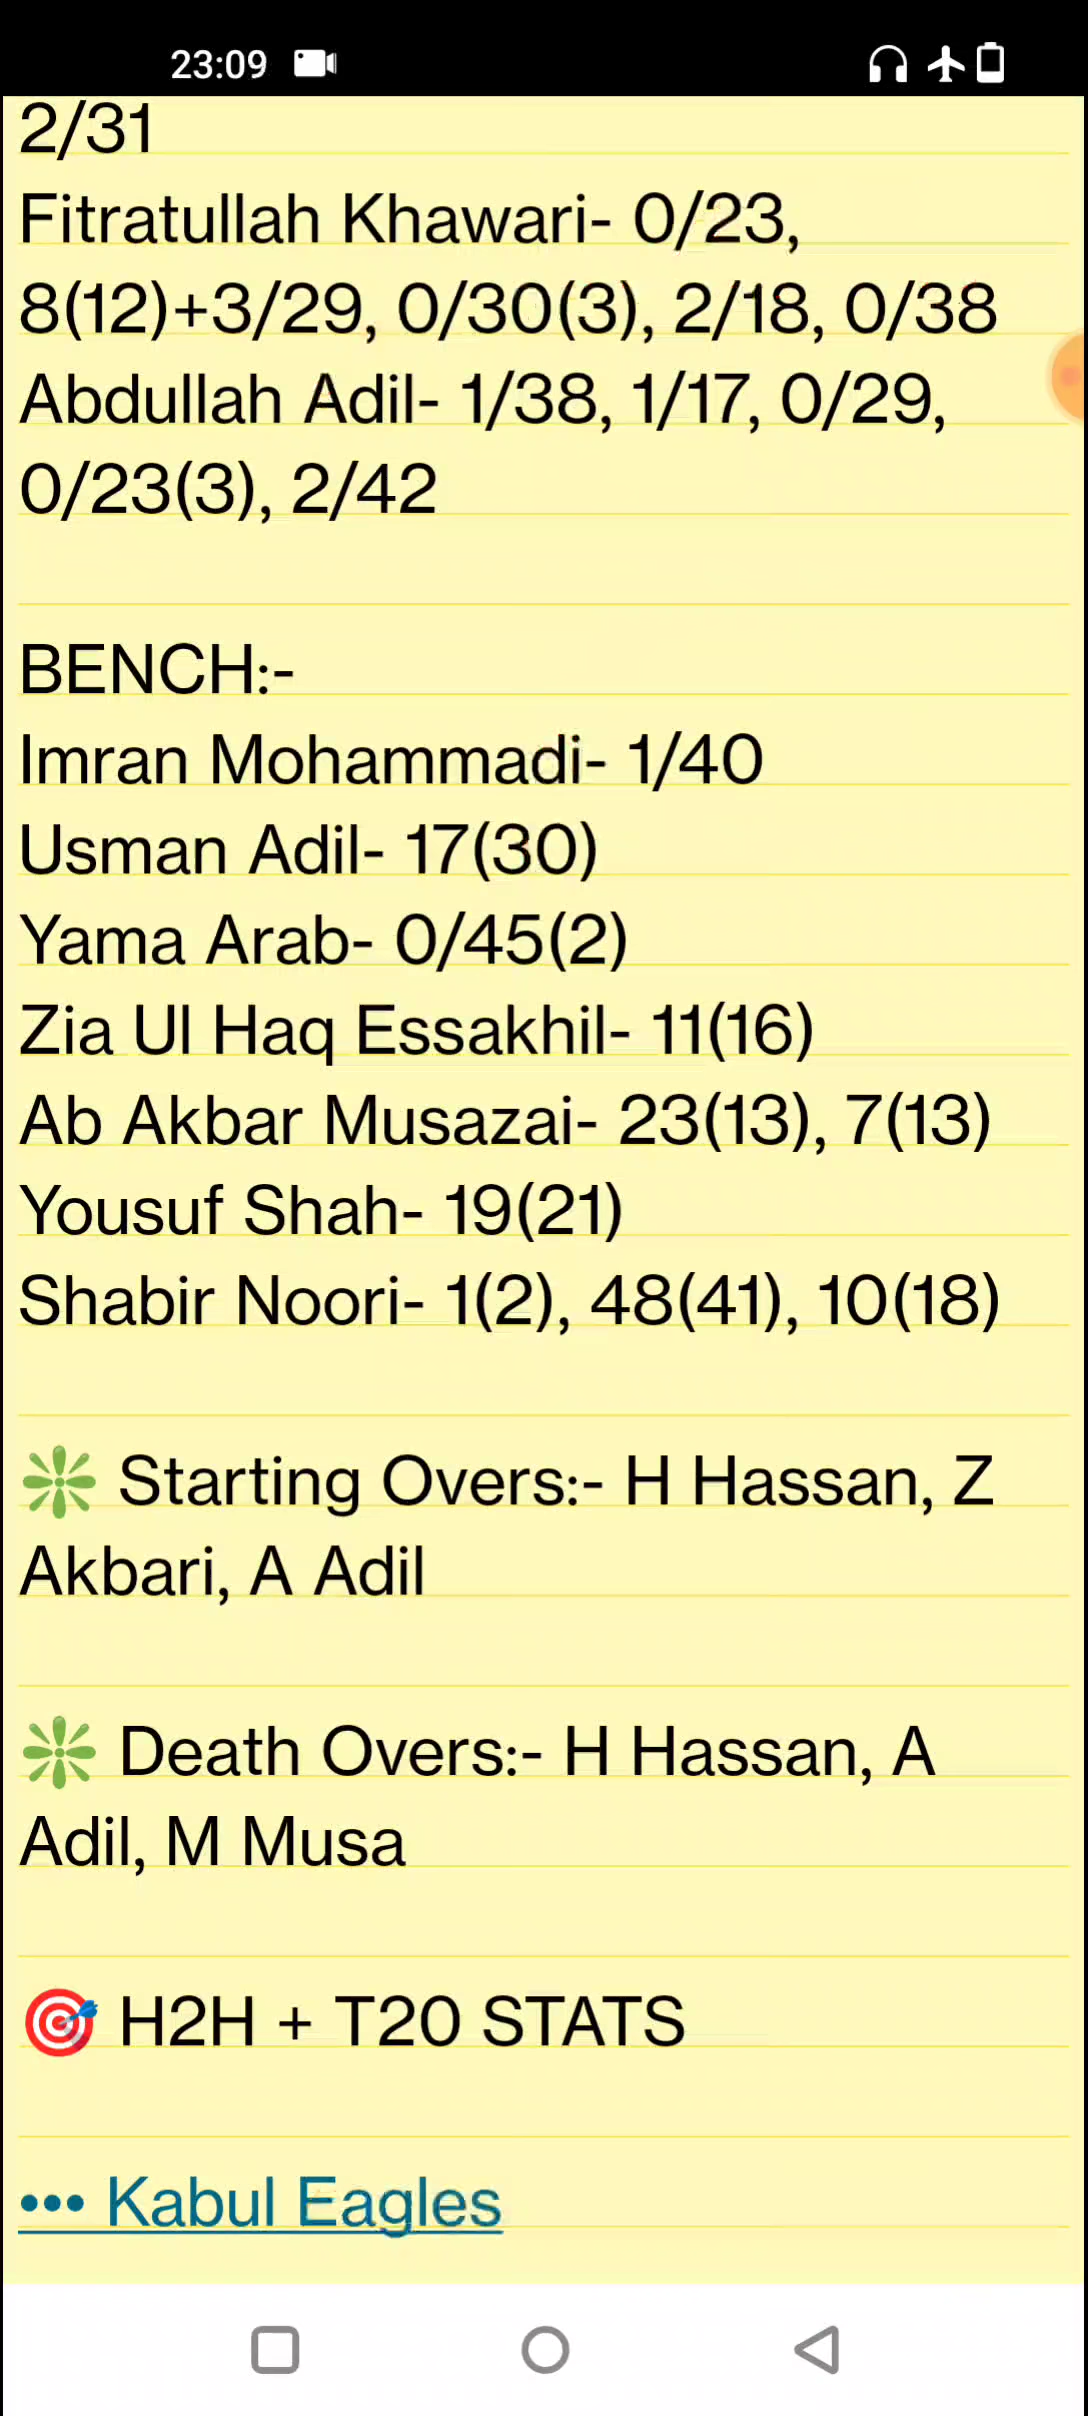 23:09
2/31
Fitratullah Khawari- 0/23,
8(12)+3/29, 0/30(3), 2/18, 0/38
Abdullah Adil- 1/38, 1/17, 0/29,
0/23(3), 2/42
BENCH:-
Imran Mohammadi- 1/40
Usman Adil- 17(30)
Yama Arab- 0/45(2)
Zia Ul Haq Essakhil- 11(16)
Ab Akbar Musazai- 23(13), 7(13)
Yousuf Shah- 19(21)
Shabir Noori- 1(2), 48(41), 10(18)
Starting Overs:- H Hassan, Z
Akbari, A Adil
Death Overs:- H Hassan, A
Adil, M Musa
🎯 H2H + T20 STATS
••• Kabul Eagles